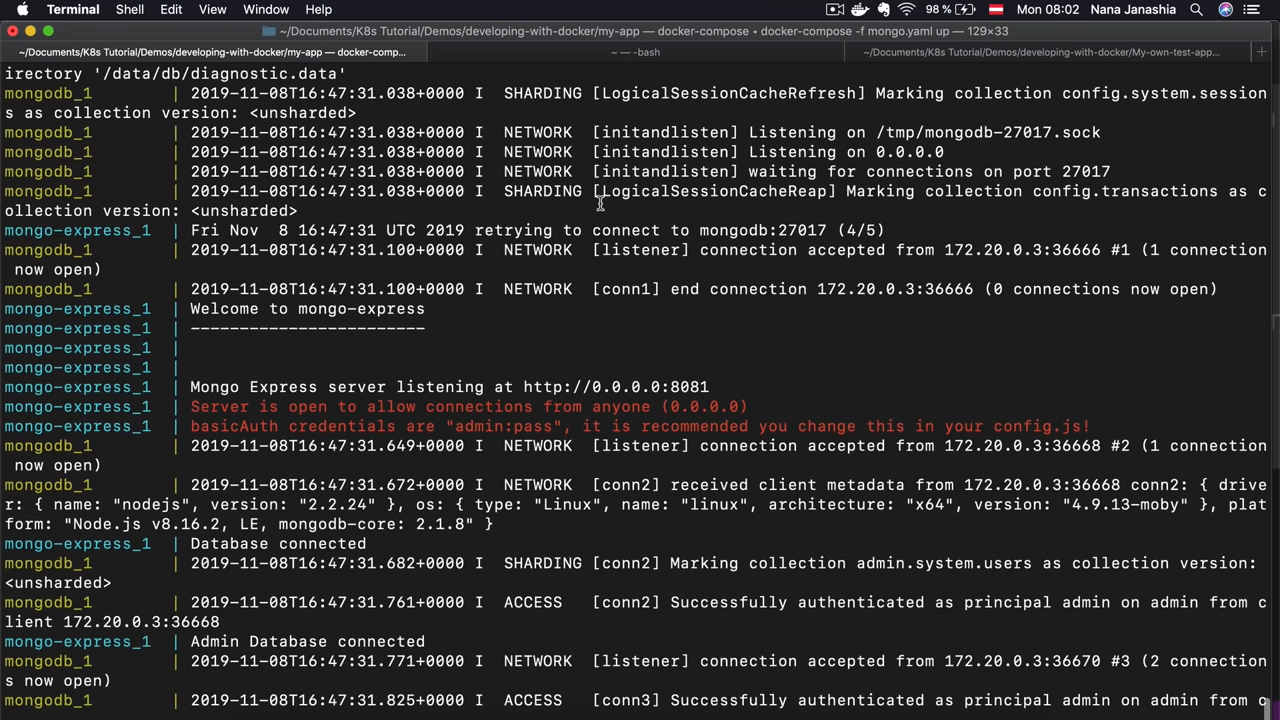 Terminal Shell Edit View Window Help 98 % Mon 08:02 Nana Janashia
~/Documents/K8s Tutorial/Demos/developing-with-docker/my-app — docker-compose ◂ docker-compose -f mongo.yaml up — 129×33
~/Documents/K8s Tutorial/Demos/developing-with-docker/my-app — docker-comp... ~ — -bash ~/Documents/K8s Tutorial/Demos/developing-with-docker/My-own-test-app... +
irectory '/data/db/diagnostic.data'
mongodb_1 | 2019-11-08T16:47:31.038+0000 I SHARDING [LogicalSessionCacheRefresh] Marking collection config.system.session
s as collection version: <unsharded>
mongodb_1 | 2019-11-08T16:47:31.038+0000 I NETWORK [initandlisten] Listening on /tmp/mongodb-27017.sock
mongodb_1 | 2019-11-08T16:47:31.038+0000 I NETWORK [initandlisten] Listening on 0.0.0.0
mongodb_1 | 2019-11-08T16:47:31.038+0000 I NETWORK [initandlisten] waiting for connections on port 27017
mongodb_1 | 2019-11-08T16:47:31.038+0000 I SHARDING [LogicalSessionCacheReap] Marking collection config.transactions as c
ollection version: <unsharded>
mongo-express_1 | Fri Nov 8 16:47:31 UTC 2019 retrying to connect to mongodb:27017 (4/5)
mongodb_1 | 2019-11-08T16:47:31.100+0000 I NETWORK [listener] connection accepted from 172.20.0.3:36666 #1 (1 connection
now open)
mongodb_1 | 2019-11-08T16:47:31.100+0000 I NETWORK [conn1] end connection 172.20.0.3:36666 (0 connections now open)
mongo-express_1 | Welcome to mongo-express
mongo-express_1 | ------------------------
mongo-express_1 |
mongo-express_1 |
mongo-express_1 | Mongo Express server listening at http://0.0.0.0:8081
mongo-express_1 | Server is open to allow connections from anyone (0.0.0.0)
mongo-express_1 | basicAuth credentials are "admin:pass", it is recommended you change this in your config.js!
mongodb_1 | 2019-11-08T16:47:31.649+0000 I NETWORK [listener] connection accepted from 172.20.0.3:36668 #2 (1 connection
now open)
mongodb_1 | 2019-11-08T16:47:31.672+0000 I NETWORK [conn2] received client metadata from 172.20.0.3:36668 conn2: { drive
r: { name: "nodejs", version: "2.2.24" }, os: { type: "Linux", name: "linux", architecture: "x64", version: "4.9.13-moby" }, plat
form: "Node.js v8.16.2, LE, mongodb-core: 2.1.8" }
mongo-express_1 | Database connected
mongodb_1 | 2019-11-08T16:47:31.682+0000 I SHARDING [conn2] Marking collection admin.system.users as collection version:
<unsharded>
mongodb_1 | 2019-11-08T16:47:31.761+0000 I ACCESS [conn2] Successfully authenticated as principal admin on admin from c
lient 172.20.0.3:36668
mongo-express_1 | Admin Database connected
mongodb_1 | 2019-11-08T16:47:31.771+0000 I NETWORK [listener] connection accepted from 172.20.0.3:36670 #3 (2 connection
s now open)
mongodb_1 | 2019-11-08T16:47:31.825+0000 I ACCESS [conn3] Successfully authenticated as principal admin on admin from c